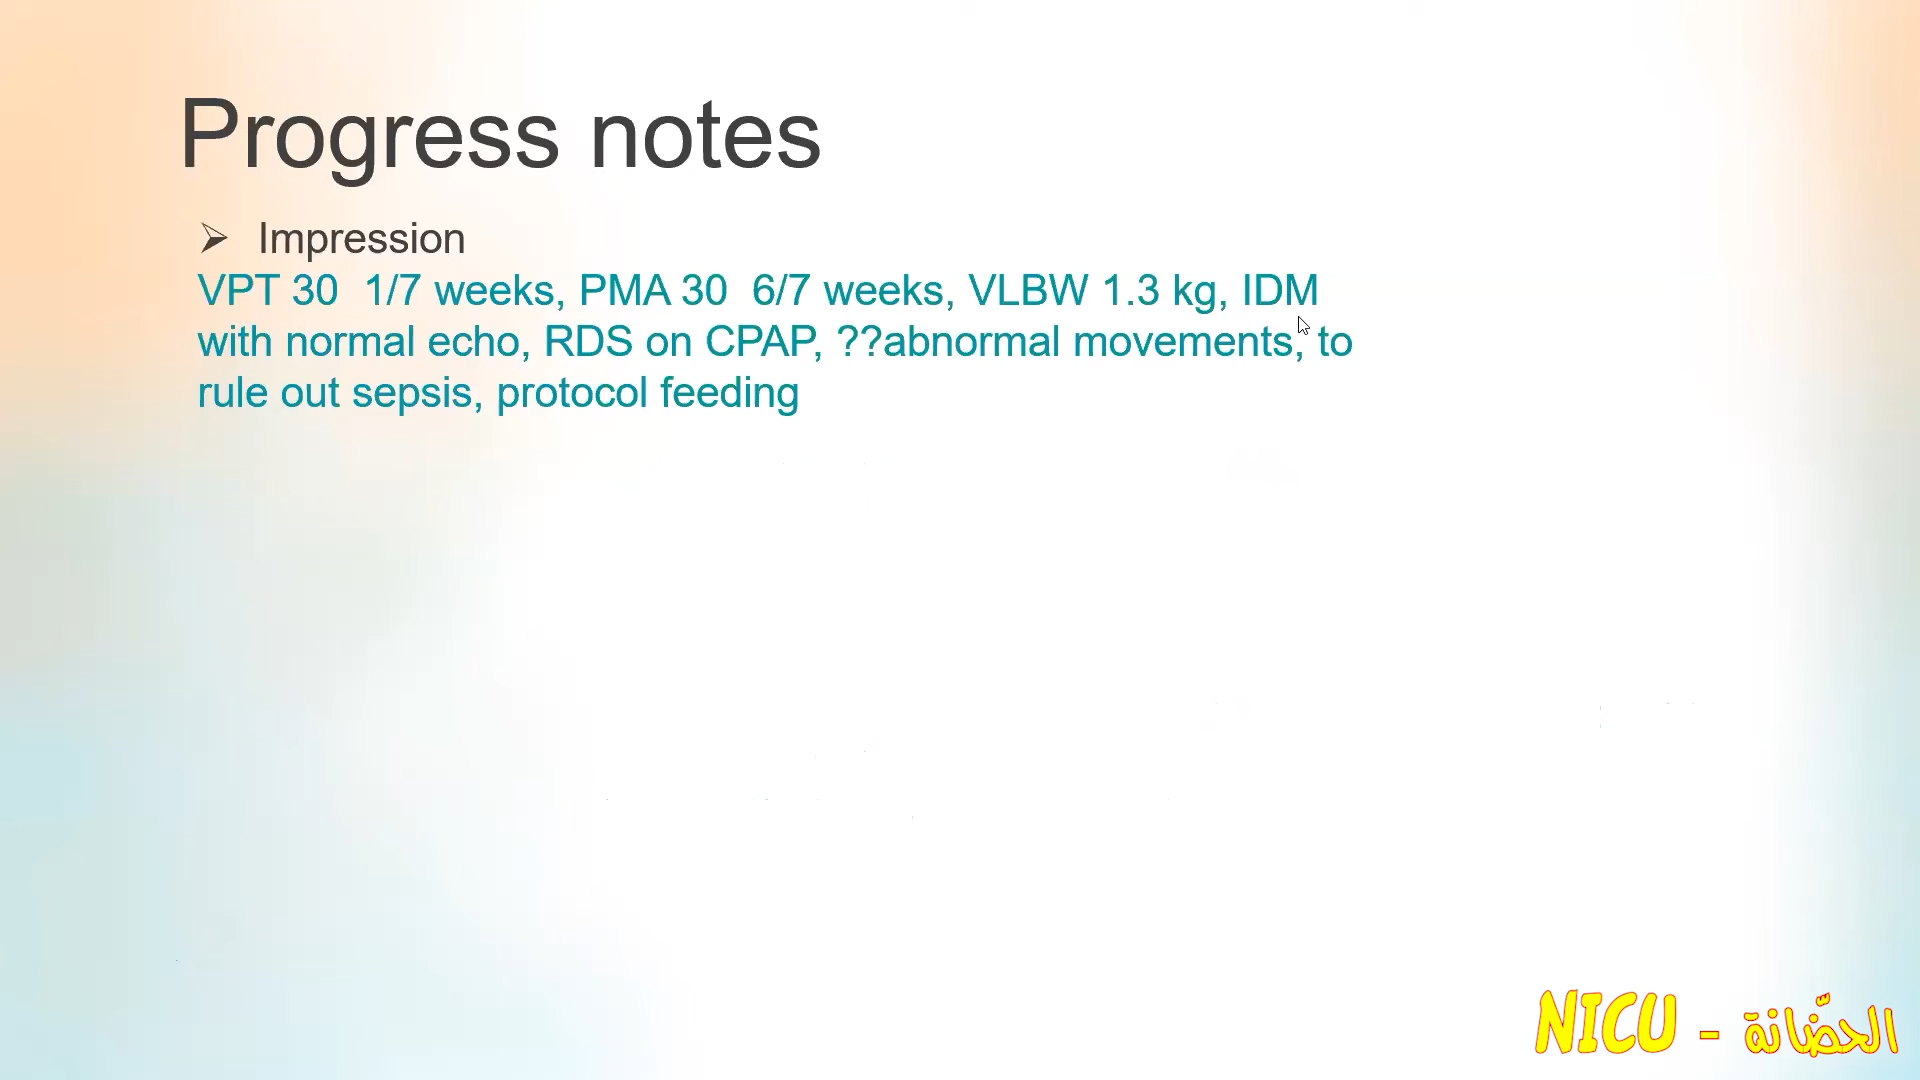 Progress notes
➢ Impression
VPT 30  1/7 weeks, PMA 30  6/7 weeks, VLBW 1.3 kg, IDM
with normal echo, RDS on CPAP, ??abnormal movements, to
rule out sepsis, protocol feeding
NICU - الحضّانة